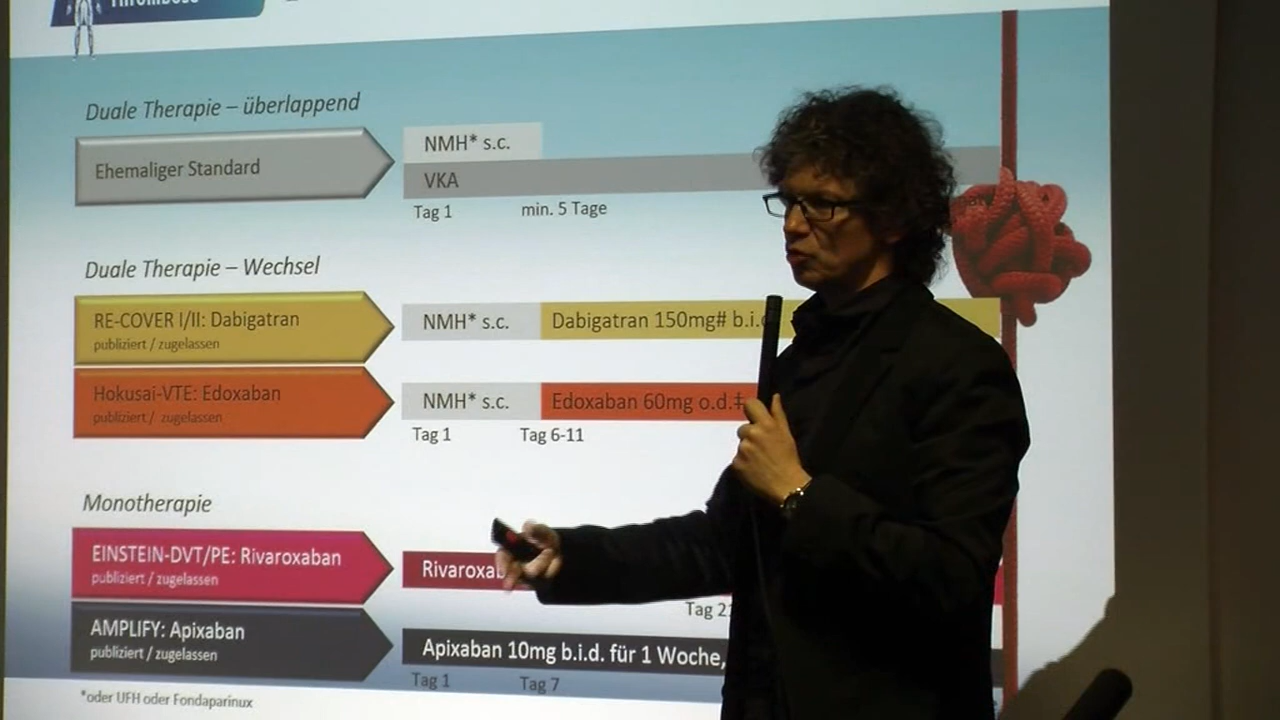 Thrombose
Duale Therapie – überlappend
Ehemaliger Standard
NMH* s.c.
VKA
Tag 1
min. 5 Tage
Duale Therapie – Wechsel
RE-COVER I/II: Dabigatran
publiziert / zugelassen
NMH* s.c.
Dabigatran 150mg# b.i.d
Hokusai-VTE: Edoxaban
publiziert / zugelassen
NMH* s.c.
Edoxaban 60mg o.d.‡
Tag 1
Tag 6-11
Monotherapie
EINSTEIN-DVT/PE: Rivaroxaban
publiziert / zugelassen
Rivaroxab
Tag 21
AMPLIFY: Apixaban
publiziert / zugelassen
Apixaban 10mg b.i.d. für 1 Woche,
Tag 1
Tag 7
*oder UFH oder Fondaparinux